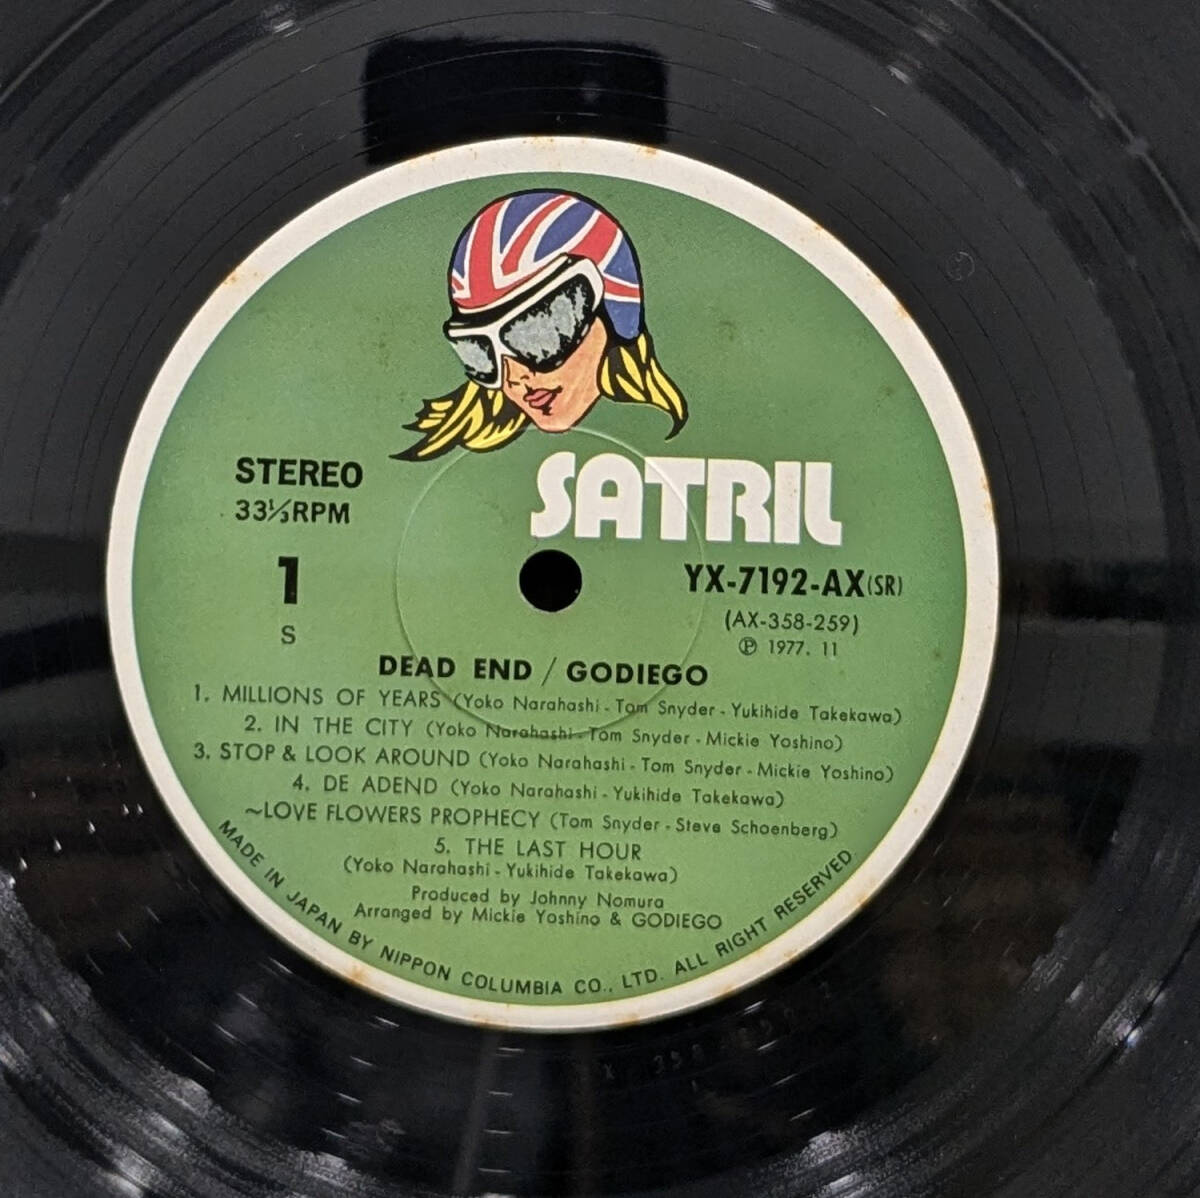 SATRIL
STEREO
33⅓RPM
1
S
YX-7192-AX(SR)
(AX-358-259)
Ⓟ 1977. 11
DEAD END / GODIEGO
1. MILLIONS OF YEARS (Yoko Narahashi - Tom Snyder - Yukihide Takekawa)
2. IN THE CITY (Yoko Narahashi - Tom Snyder - Mickie Yoshino)
3. STOP & LOOK AROUND (Yoko Narahashi - Tom Snyder - Mickie Yoshino)
4. DE ADEND (Yoko Narahashi - Yukihide Takekawa)
~LOVE FLOWERS PROPHECY (Tom Snyder - Steve Schoenberg)
5. THE LAST HOUR
(Yoko Narahashi - Yukihide Takekawa)
Produced by Johnny Nomura
Arranged by Mickie Yoshino & GODIEGO
MADE IN JAPAN BY NIPPON COLUMBIA CO., LTD. ALL RIGHT RESERVED